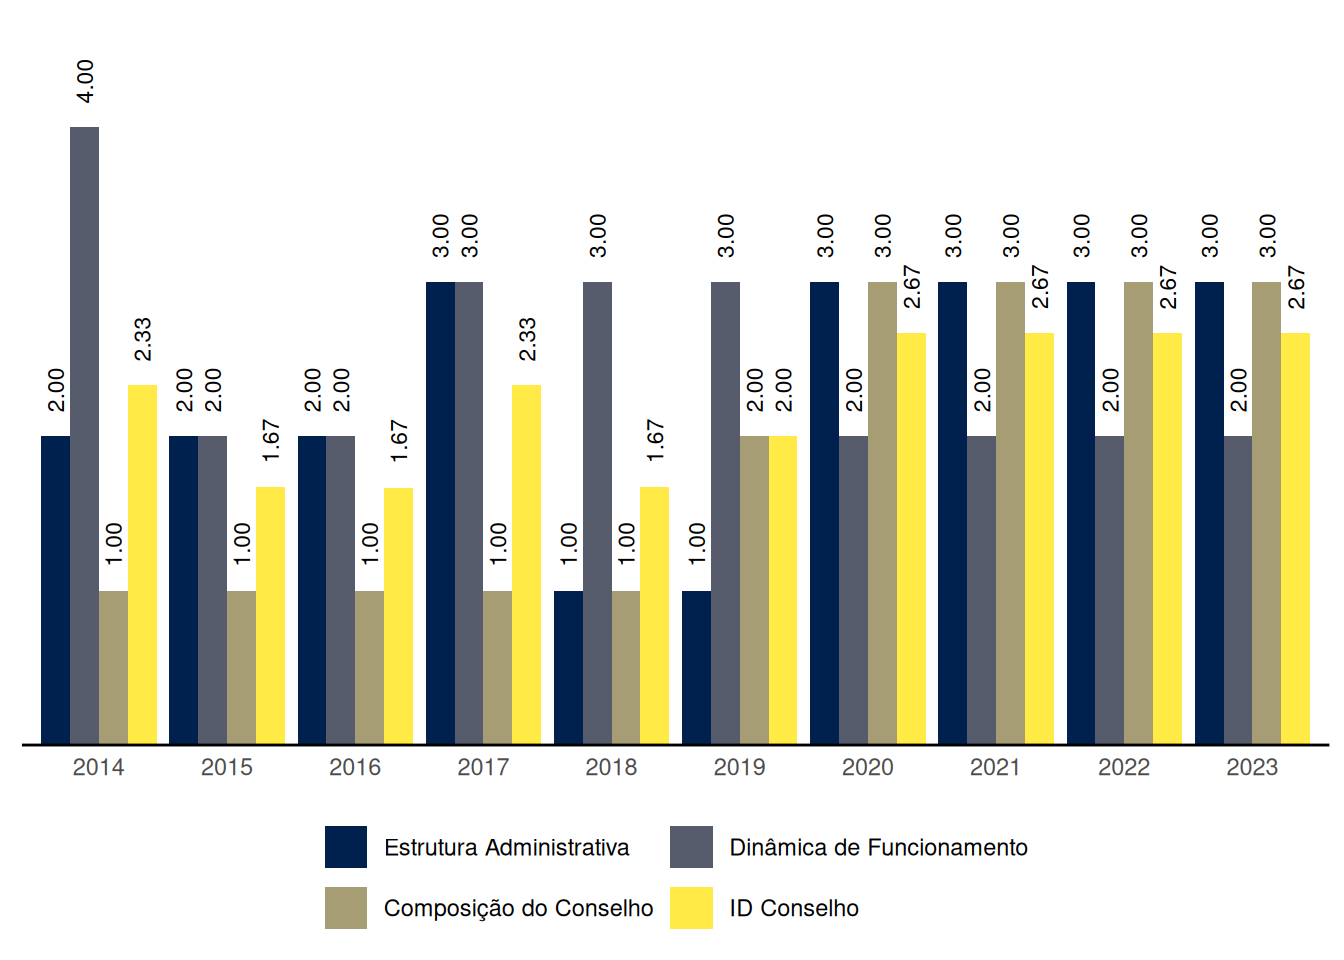 4.00
3.00 3.00 3.00 3.00 3.00 3.00 3.00 3.00 3.00 3.00 3.00 3.00
2.67 2.67 2.67 2.67
2.33 2.33
2.00 2.00 2.00 2.00 2.00 2.00 2.00 2.00 2.00 2.00 2.00
1.67 1.67 1.67
1.00 1.00 1.00 1.00 1.00 1.00 1.00
2014 2015 2016 2017 2018 2019 2020 2021 2022 2023
Estrutura Administrativa Dinâmica de Funcionamento
Composição do Conselho ID Conselho